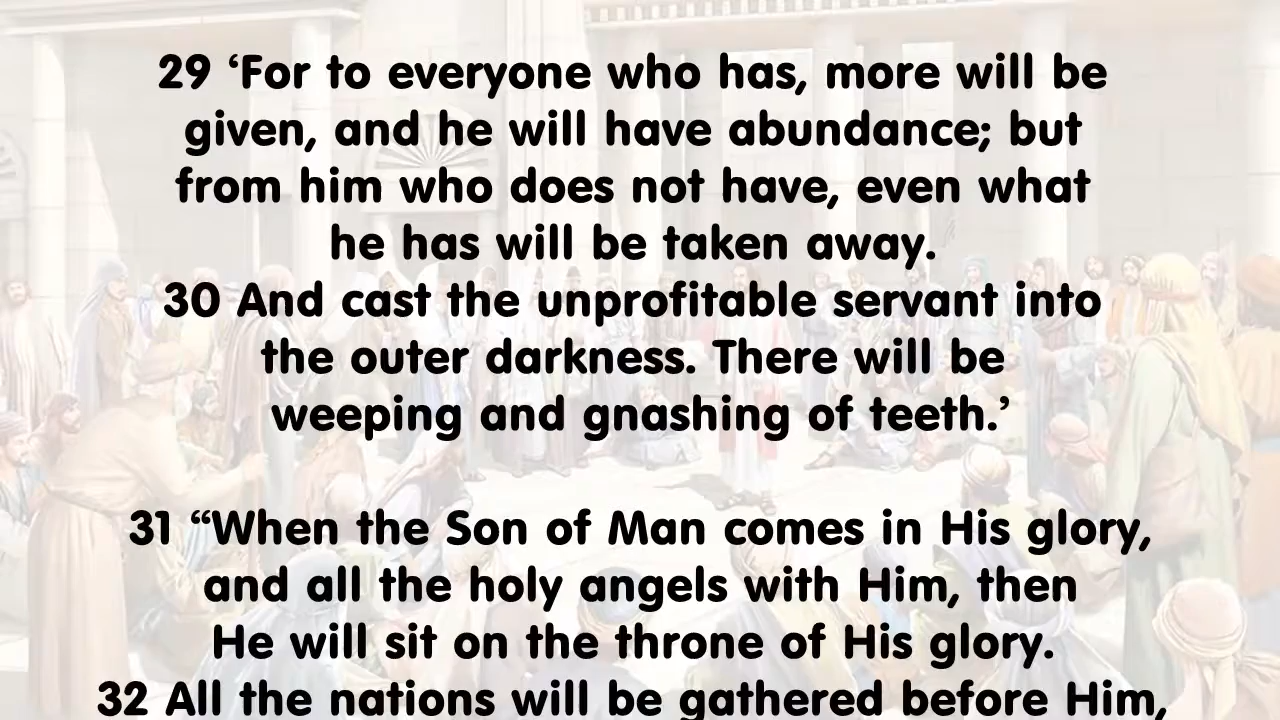 29 ‘For to everyone who has, more will be
given, and he will have abundance; but
from him who does not have, even what
he has will be taken away.
30 And cast the unprofitable servant into
the outer darkness. There will be
weeping and gnashing of teeth.’
31 “When the Son of Man comes in His glory,
and all the holy angels with Him, then
He will sit on the throne of His glory.
32 All the nations will be gathered before Him,